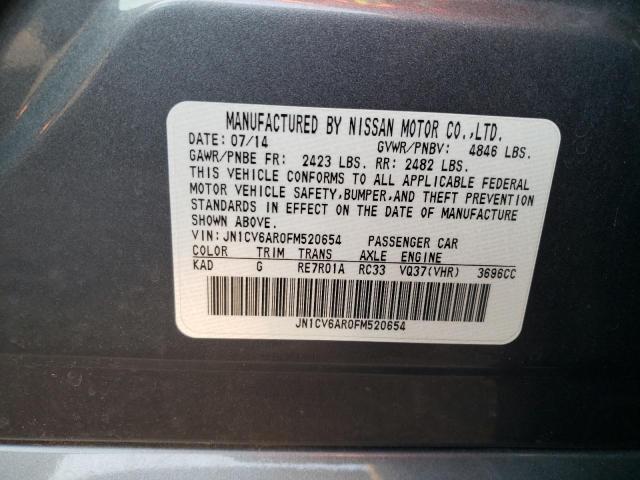 MANUFACTURED BY NISSAN MOTOR CO.,LTD.
DATE: 07/14 GVWR/PNBV: 4846 LBS.
GAWR/PNBE FR: 2423 LBS. RR: 2482 LBS.
THIS VEHICLE CONFORMS TO ALL APPLICABLE FEDERAL
MOTOR VEHICLE SAFETY, BUMPER, AND THEFT PREVENTION
STANDARDS IN EFFECT ON THE DATE OF MANUFACTURE
SHOWN ABOVE.
VIN: JN1CV6AR0FM520654 PASSENGER CAR
COLOR TRIM TRANS AXLE ENGINE
KAD G RE7R01A RC33 VQ37(VHR) 3696CC
JN1CV6AR0FM520654